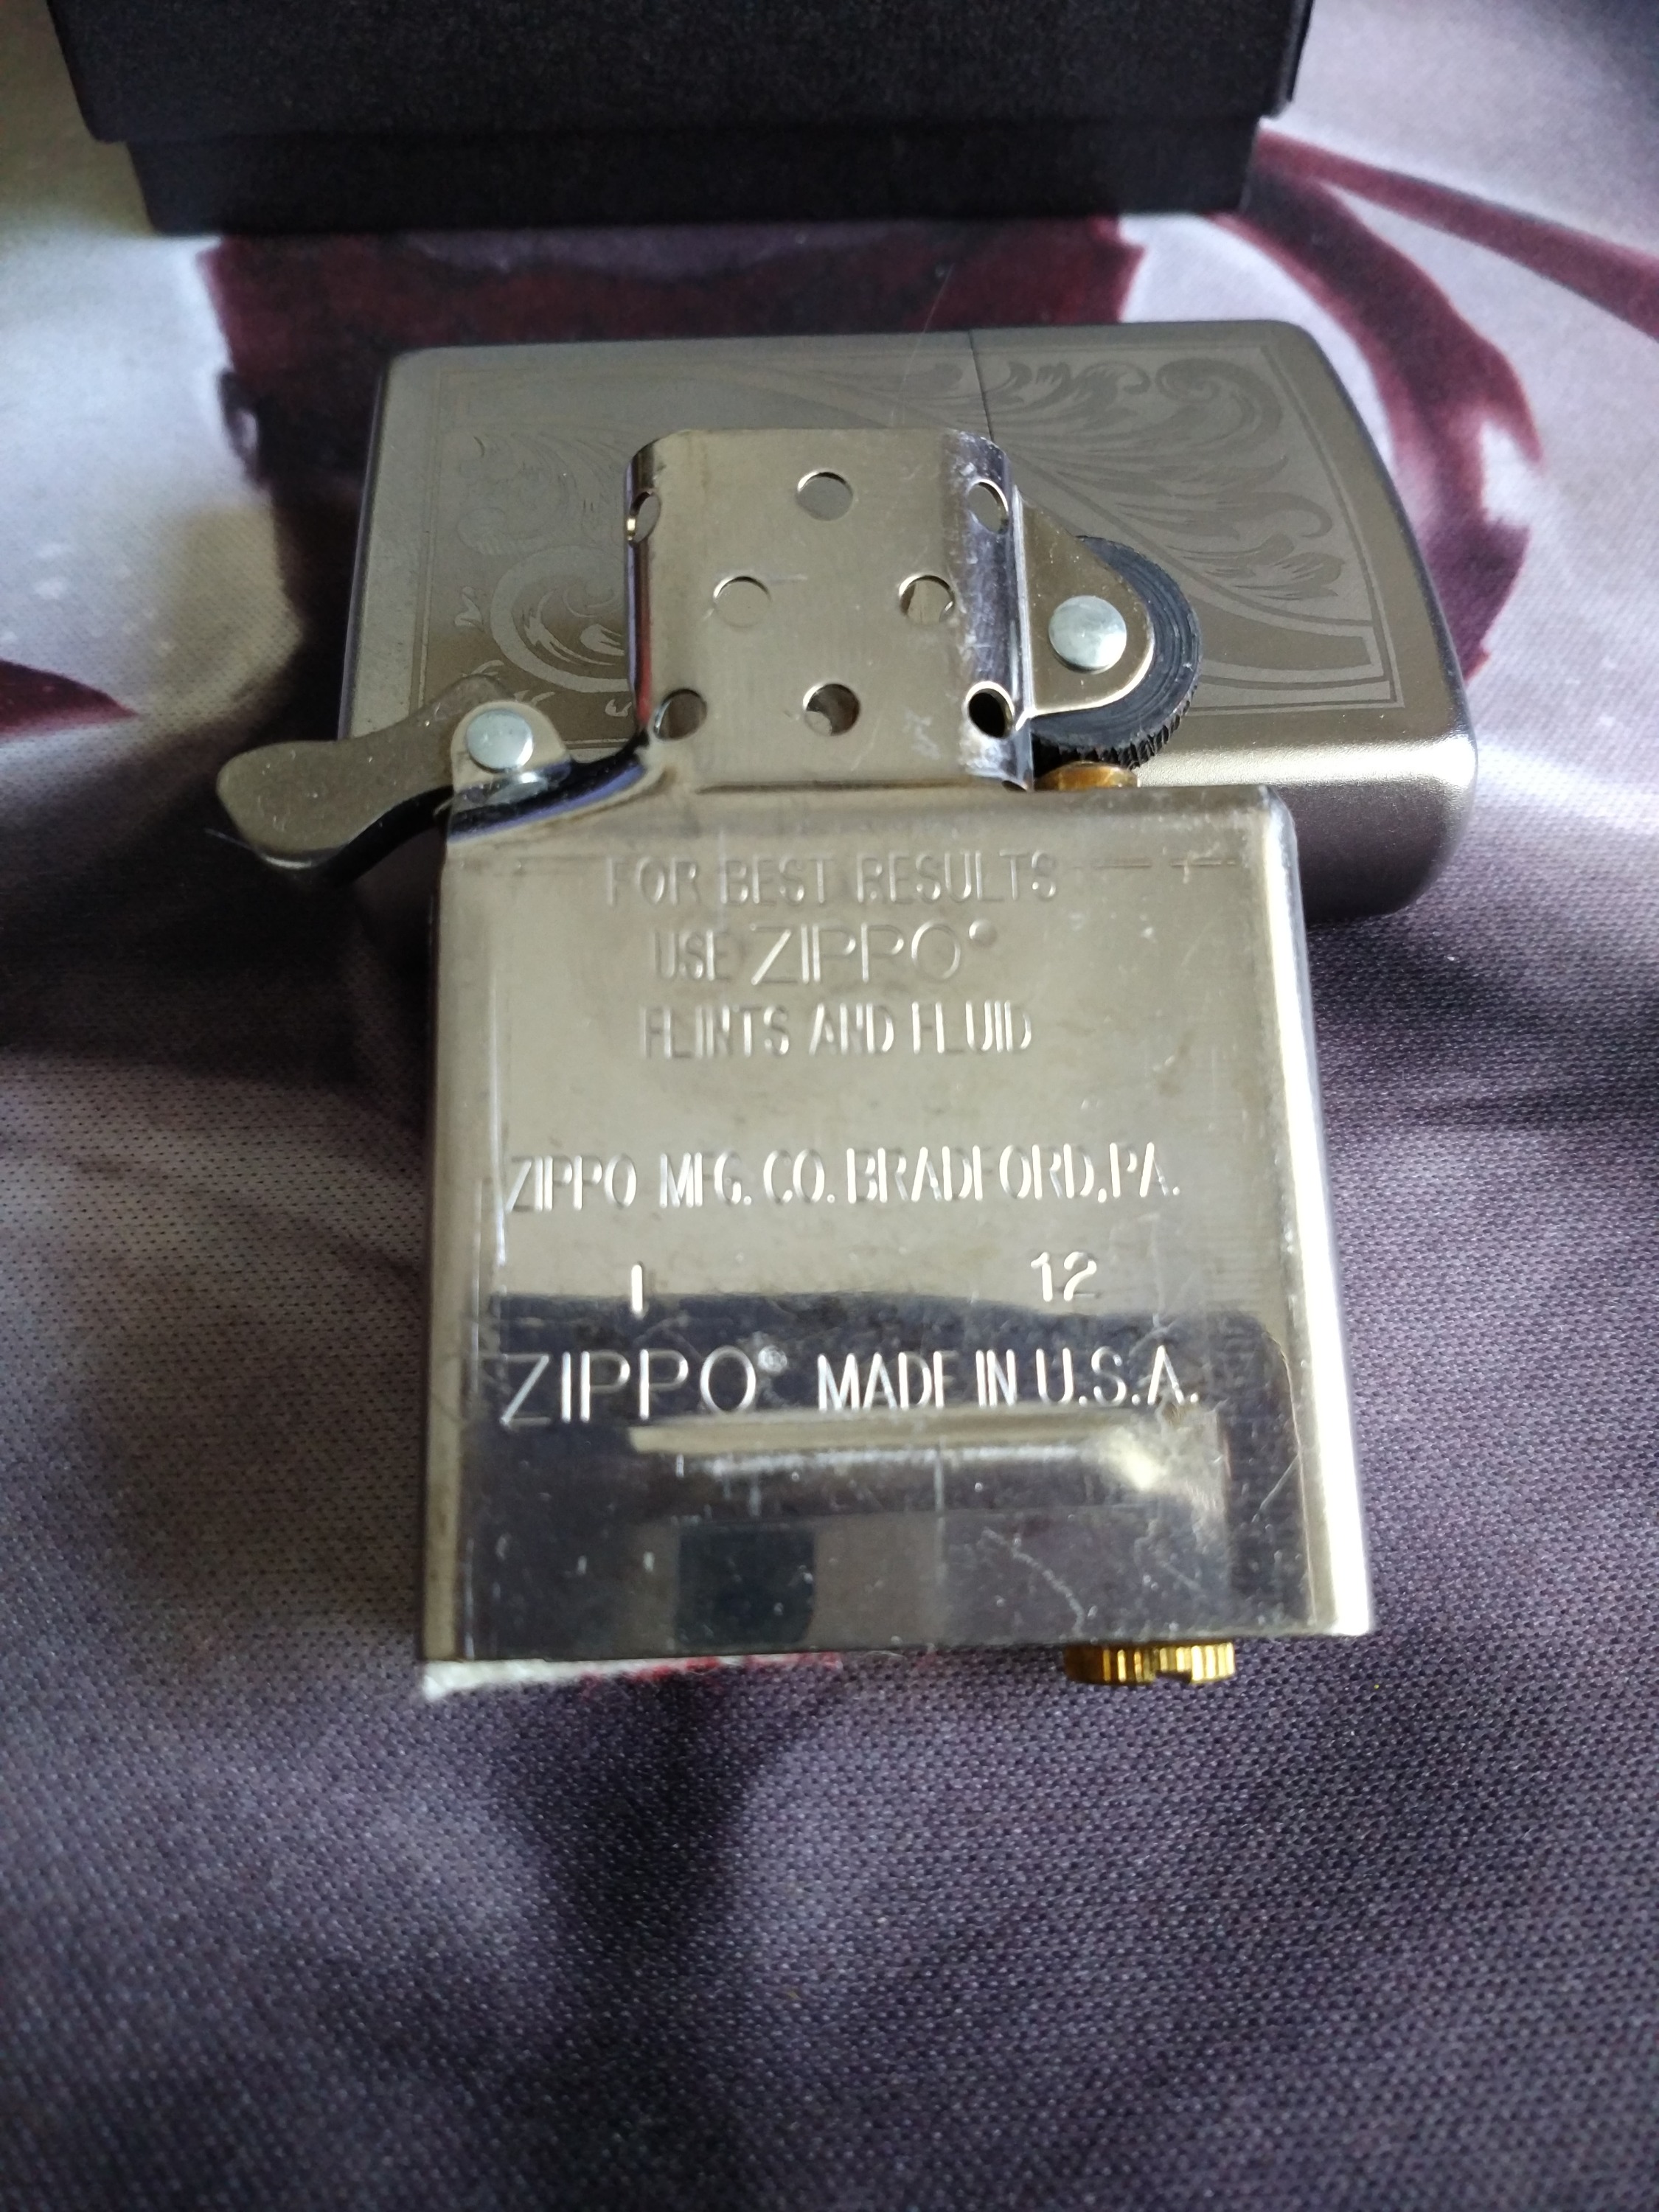 FOR BEST RESULTS
USE ZIPPO®
FLINTS AND FLUID
ZIPPO MFG. CO. BRADFORD, PA.
I 12
ZIPPO® MADE IN U.S.A.